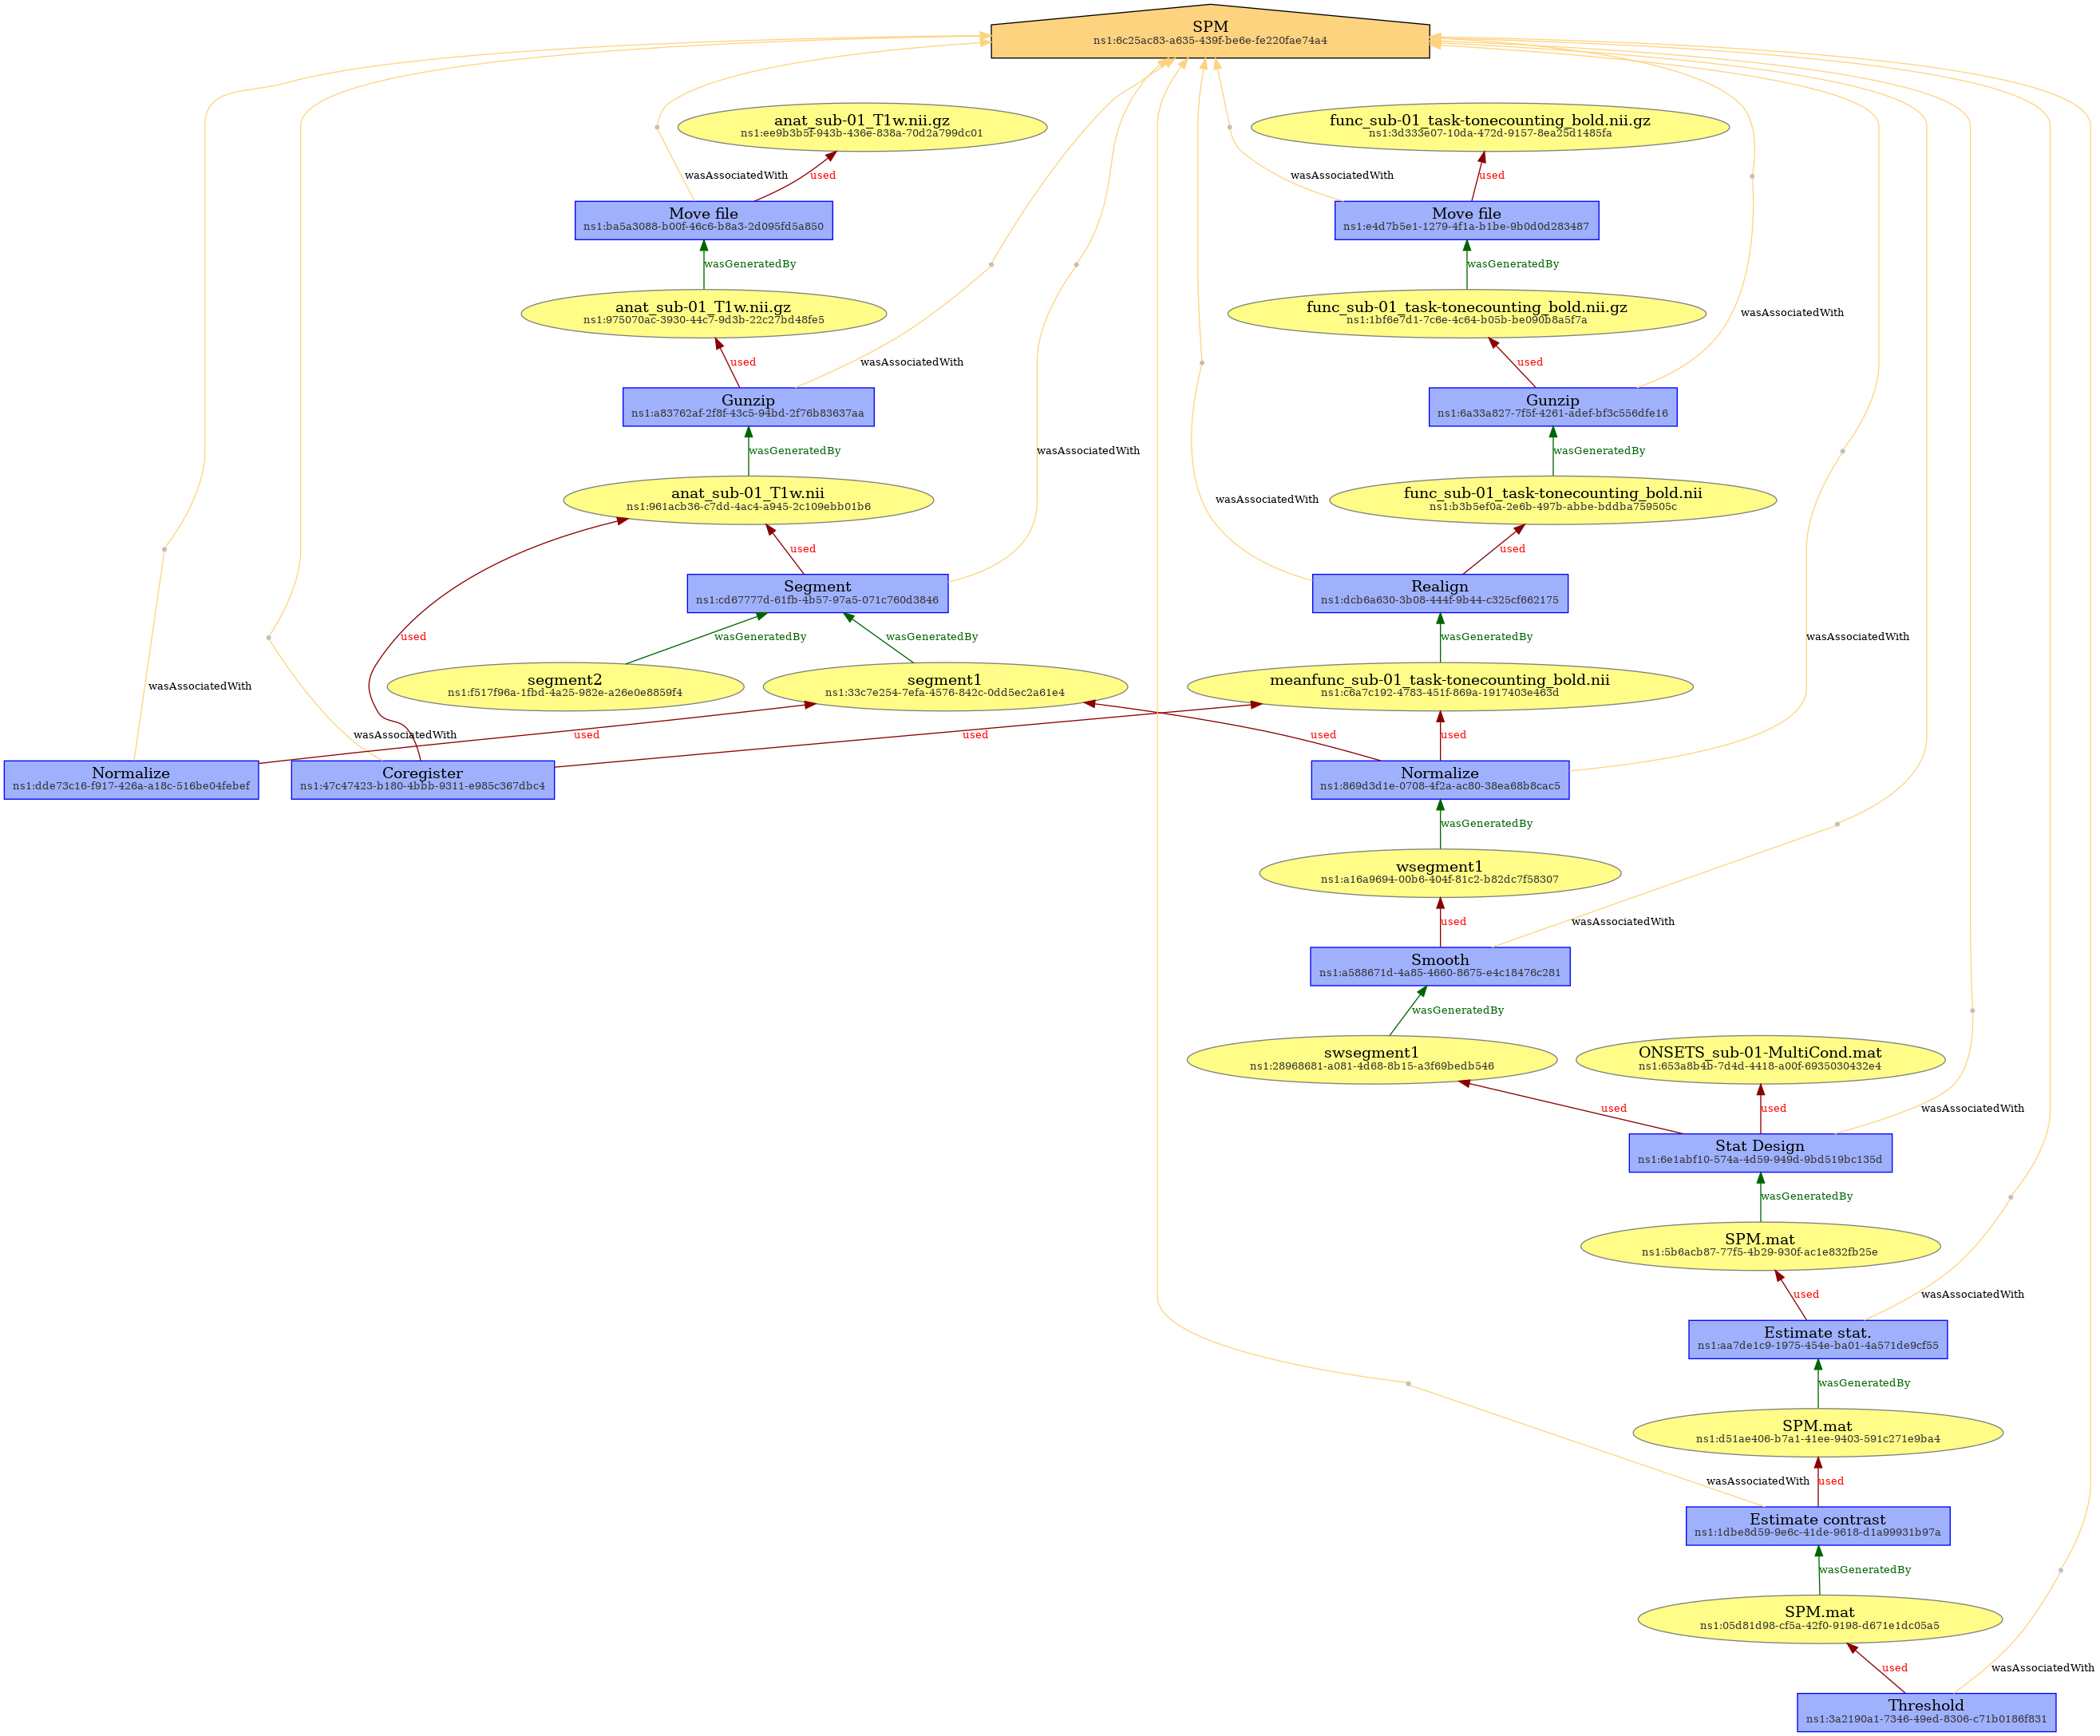 SPM
ns1:6c25ac83-a635-439f-be6e-fe220fae74a4
anat_sub-01_T1w.nii.gz
ns1:ee9b3b5f-943b-436e-838a-70d2a799dc01
func_sub-01_task-tonecounting_bold.nii.gz
ns1:3d333e07-10da-472d-9157-8ea25d1485fa
wasAssociatedWith
used
wasAssociatedWith
used
Move file
ns1:ba5a3088-b00f-46c6-b8a3-2d095fd5a850
Move file
ns1:e4d7b5e1-1279-4f1a-b1be-9b0d0d283487
wasGeneratedBy
wasGeneratedBy
anat_sub-01_T1w.nii.gz
ns1:975070ac-3930-44c7-9d3b-22c27bd48fe5
func_sub-01_task-tonecounting_bold.nii.gz
ns1:1bf6e7d1-7c6e-4c64-b05b-be090b8a5f7a
wasAssociatedWith
used
wasAssociatedWith
used
Gunzip
ns1:a83762af-2f8f-43c5-94bd-2f76b83637aa
Gunzip
ns1:6a33a827-7f5f-4261-adef-bf3c556dfe16
wasGeneratedBy
wasAssociatedWith
wasGeneratedBy
anat_sub-01_T1w.nii
ns1:961acb36-c7dd-4ac4-a945-2c109ebb01b6
wasAssociatedWith
func_sub-01_task-tonecounting_bold.nii
ns1:b3b5ef0a-2e6b-497b-abbe-bddba759505c
used
used
Segment
ns1:cd67777d-61fb-4b57-97a5-071c760d3846
Realign
ns1:dcb6a630-3b08-444f-9b44-c325cf662175
used
wasGeneratedBy
wasGeneratedBy
wasGeneratedBy
wasAssociatedWith
segment2
ns1:f517f96a-1fbd-4a25-982e-a26e0e8859f4
segment1
ns1:33c7e254-7efa-4576-842c-0dd5ec2a61e4
meanfunc_sub-01_task-tonecounting_bold.nii
ns1:c6a7c192-4783-451f-869a-1917403e463d
wasAssociatedWith
wasAssociatedWith
used
used
used
used
Normalize
ns1:dde73c16-f917-426a-a18c-516be04febef
Coregister
ns1:47c47423-b180-4bbb-9311-e985c367dbc4
Normalize
ns1:869d3d1e-0708-4f2a-ac80-38ea68b8cac5
wasGeneratedBy
wsegment1
ns1:a16a9694-00b6-404f-81c2-b82dc7f58307
used
wasAssociatedWith
Smooth
ns1:a588671d-4a85-4660-8675-e4c18476c281
wasGeneratedBy
swsegment1
ns1:28968681-a081-4d68-8b15-a3f69bedb546
ONSETS_sub-01-MultiCond.mat
ns1:653a8b4b-7d4d-4418-a00f-6935030432e4
used
used
wasAssociatedWith
Stat Design
ns1:6e1abf10-574a-4d59-949d-9bd519bc135d
wasGeneratedBy
SPM.mat
ns1:5b6acb87-77f5-4b29-930f-ac1e832fb25e
used
wasAssociatedWith
Estimate stat.
ns1:aa7de1c9-1975-454e-ba01-4a571de9cf55
wasGeneratedBy
SPM.mat
ns1:d51ae406-b7a1-41ee-9403-591c271e9ba4
wasAssociatedWith
used
Estimate contrast
ns1:1dbe8d59-9e6c-41de-9618-d1a99931b97a
wasGeneratedBy
SPM.mat
ns1:05d81d98-cf5a-42f0-9198-d671e1dc05a5
used
wasAssociatedWith
Threshold
ns1:3a2190a1-7346-49ed-8306-c71b0186f831